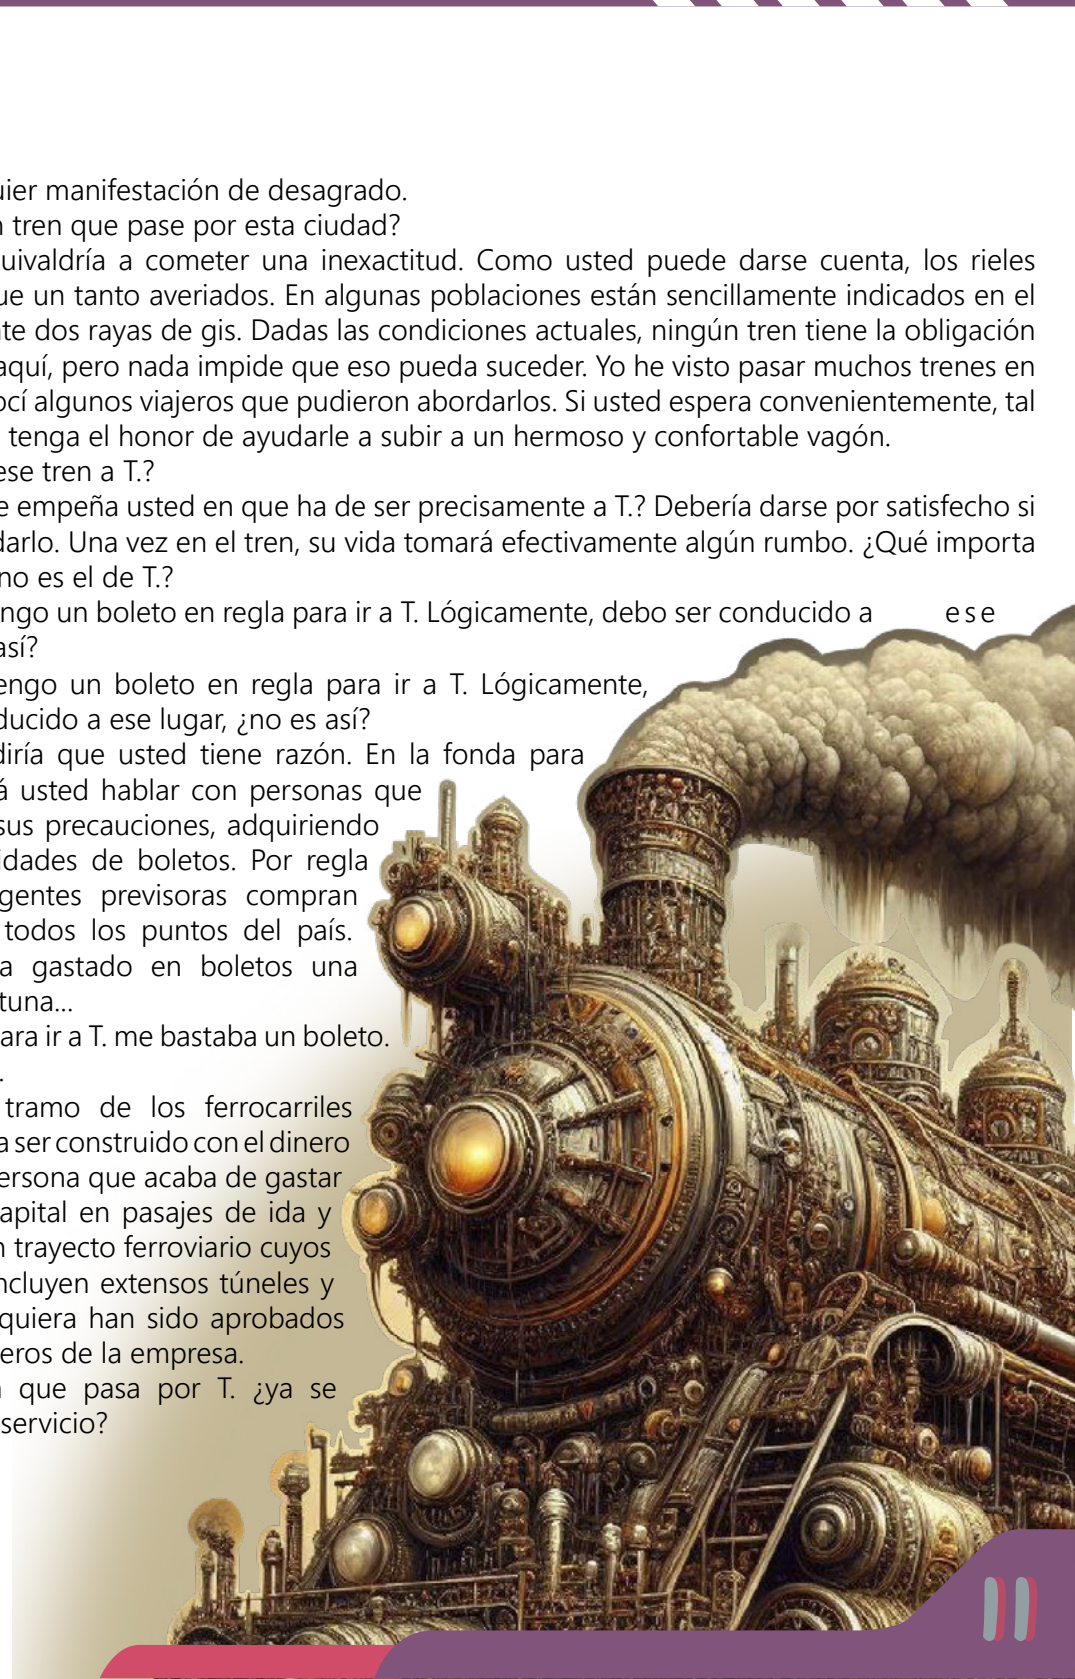 uier manifestación de desagrado.
n tren que pase por esta ciudad?
uivaldría a cometer una inexactitud. Como usted puede darse cuenta, los rieles
ue un tanto averiados. En algunas poblaciones están sencillamente indicados en el
te dos rayas de gis. Dadas las condiciones actuales, ningún tren tiene la obligación
aquí, pero nada impide que eso pueda suceder. Yo he visto pasar muchos trenes en
ocí algunos viajeros que pudieron abordarlos. Si usted espera convenientemente, tal
tenga el honor de ayudarle a subir a un hermoso y confortable vagón.
ese tren a T.?
e empeña usted en que ha de ser precisamente a T.? Debería darse por satisfecho si
darlo. Una vez en el tren, su vida tomará efectivamente algún rumbo. ¿Qué importa
no es el de T.?
ngo un boleto en regla para ir a T. Lógicamente, debo ser conducido a ese
así?
engo un boleto en regla para ir a T. Lógicamente,
ducido a ese lugar, ¿no es así?
diría que usted tiene razón. En la fonda para
á usted hablar con personas que
sus precauciones, adquiriendo
idades de boletos. Por regla
gentes previsoras compran
todos los puntos del país.
a gastado en boletos una
tuna...
ara ir a T. me bastaba un boleto.
.
tramo de los ferrocarriles
a ser construido con el dinero
ersona que acaba de gastar
apital en pasajes de ida y
n trayecto ferroviario cuyos
ncluyen extensos túneles y
quiera han sido aprobados
eros de la empresa.
n que pasa por T. ¿ya se
servicio?
11